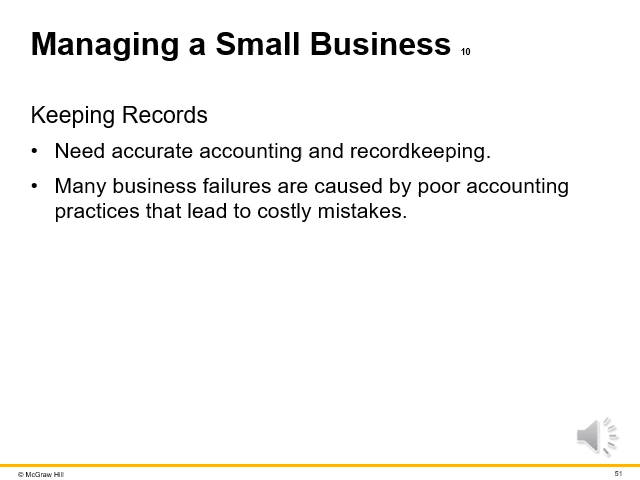 Managing a Small Business 10
Keeping Records
• Need accurate accounting and recordkeeping.
• Many business failures are caused by poor accounting
practices that lead to costly mistakes.
© McGraw Hill
51